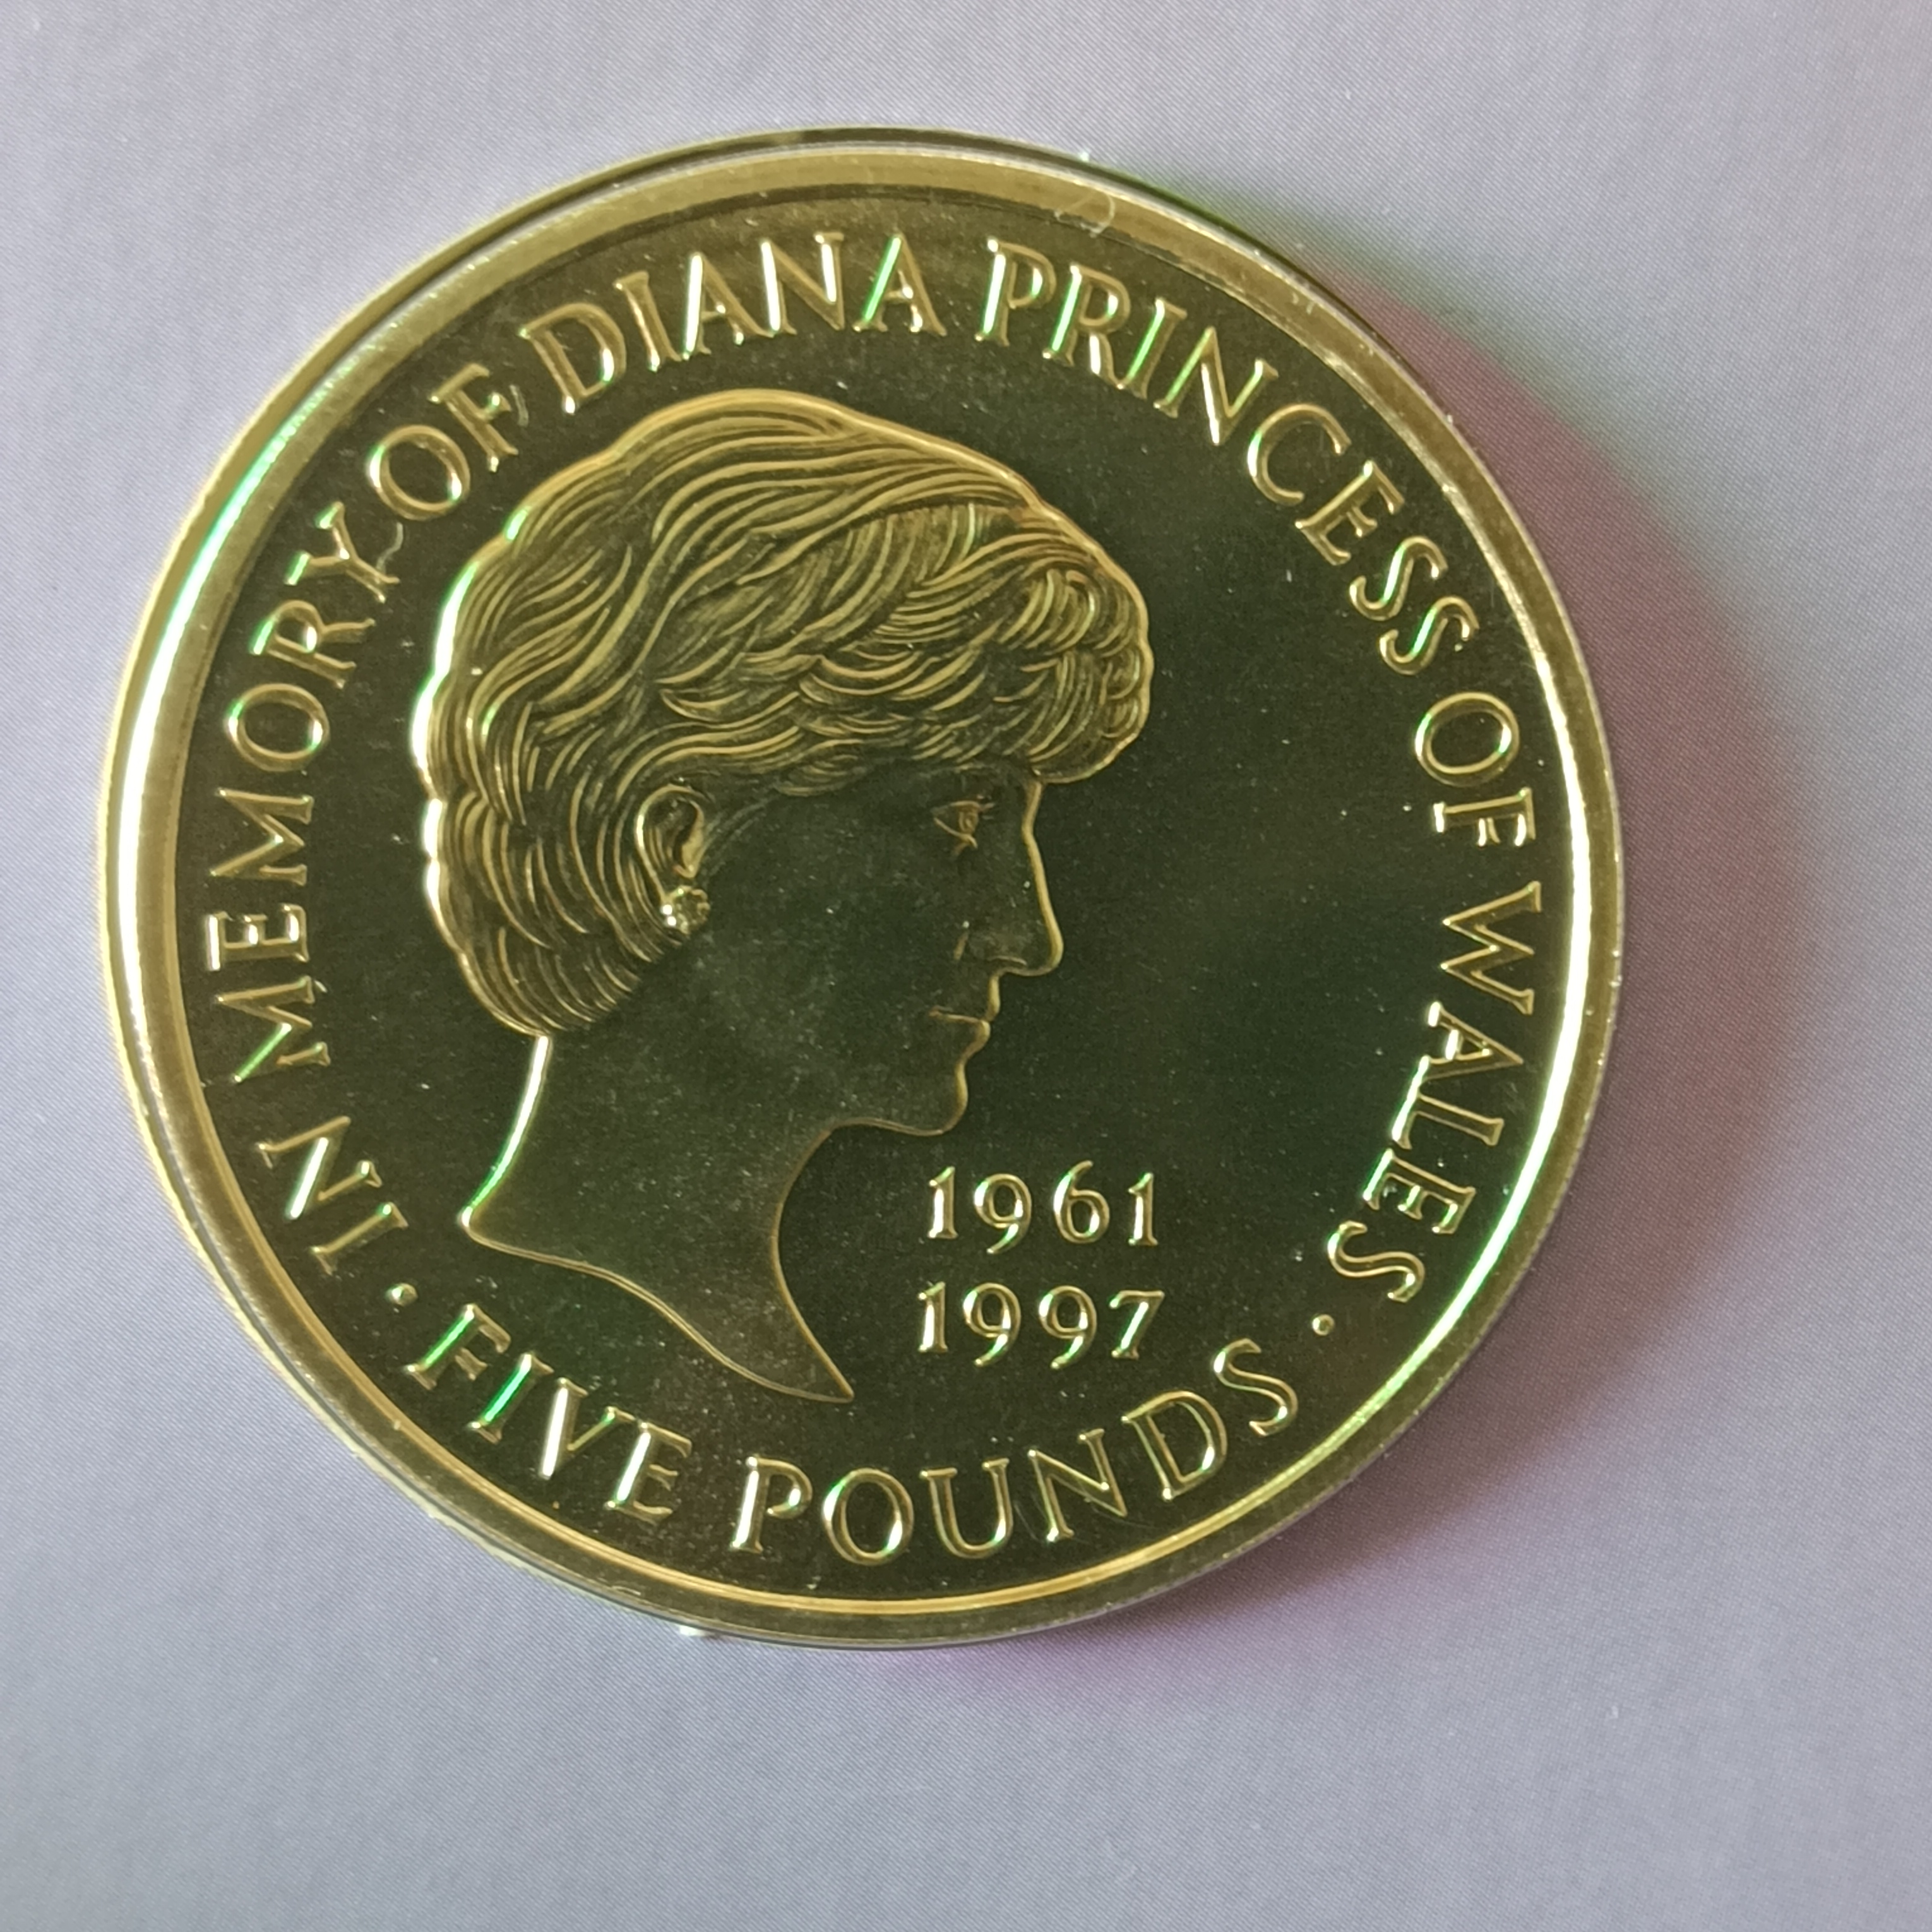 IN MEMORY OF DIANA PRINCESS OF WALES
1961
1997
· FIVE POUNDS ·